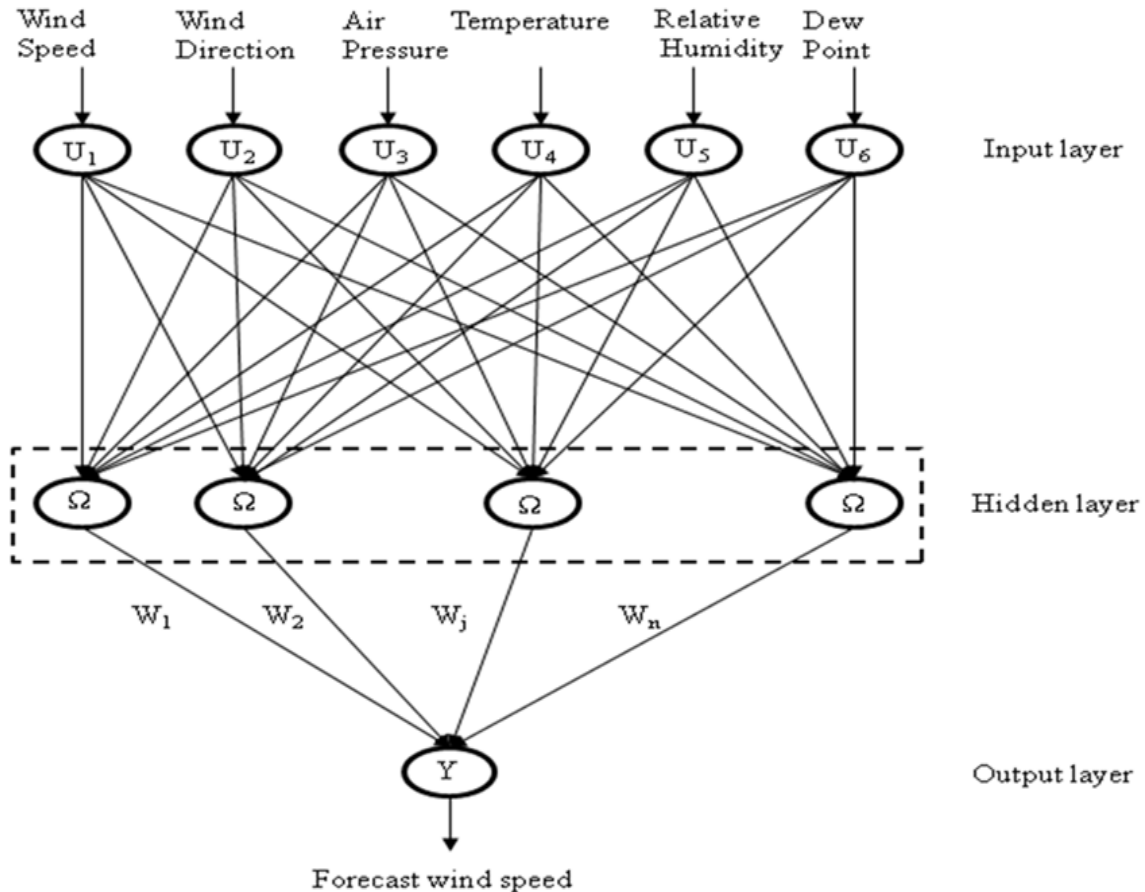 Wind Speed
Wind Direction
Air Pressure
Temperature
Relative Humidity
Dew Point
U₁ U₂ U₃ U₄ U₅ U₆ Input layer
Ω Ω Ω Ω Hidden layer
W₁ W₂ Wⱼ Wₙ
Y Output layer
Forecast wind speed